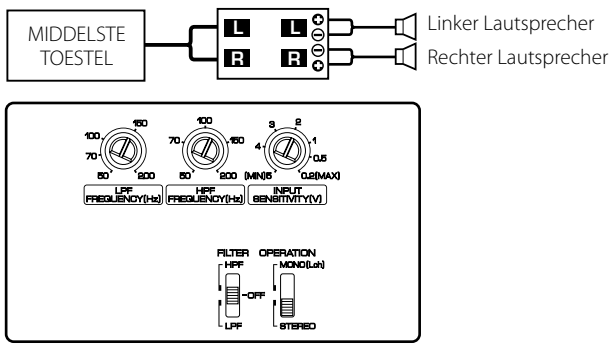 MIDDELSTE
TOESTEL
L L
R R
Linker Lautsprecher
Rechter Lautsprecher
50 70 100 150 200
50 70 100 150 200
(MIN)5 4 3 2 1 0.5 0.2(MAX)
LPF
FREQUENCY(Hz)
HPF
FREQUENCY(Hz)
INPUT
SENSITIVITY(V)
FILTER OPERATION
HPF MONO(Lch)
OFF
LPF STEREO